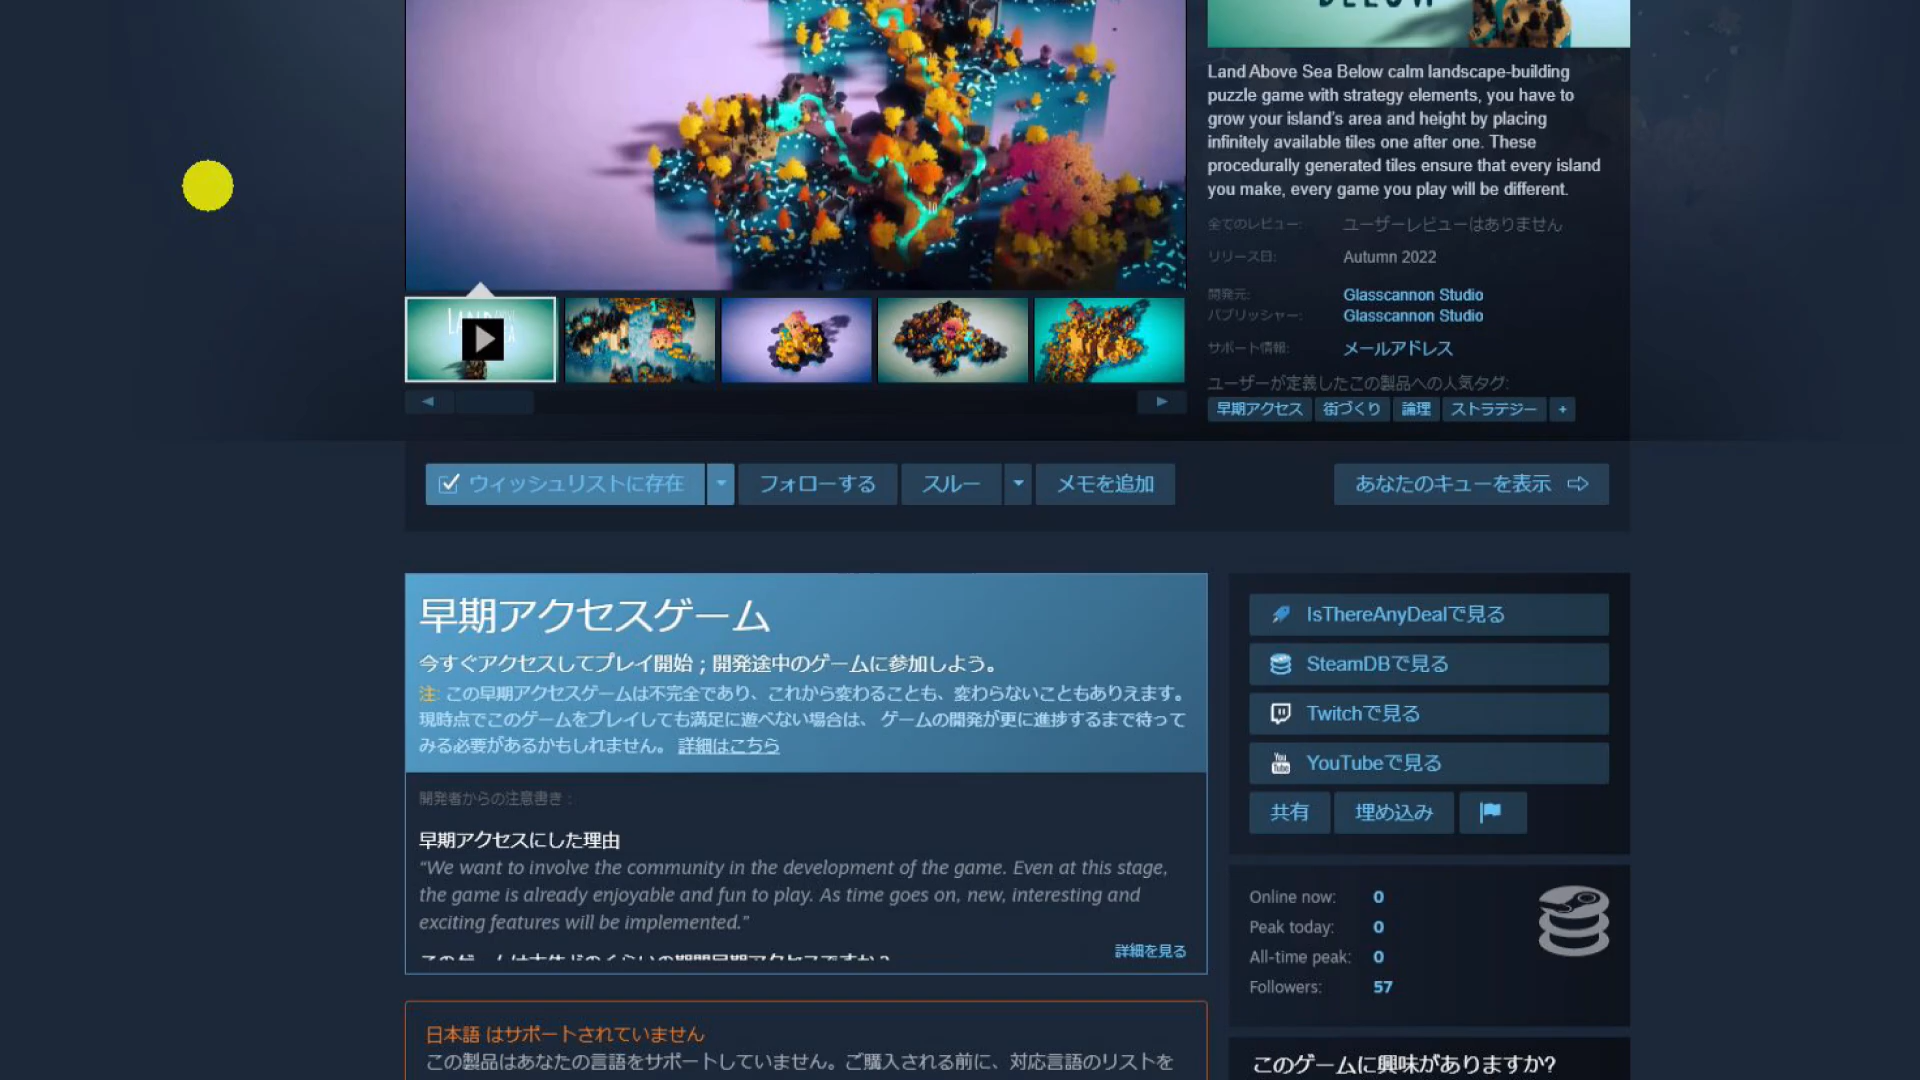 Land Above Sea Below calm landscape-building
puzzle game with strategy elements, you have to
grow your island's area and height by placing
infinitely available tiles one after one. These
procedurally generated tiles ensure that every island
you make, every game you play will be different.
全てのレビュー: ユーザーレビューはありません
リリース日: Autumn 2022
開発元: Glasscannon Studio
パブリッシャー: Glasscannon Studio
サポート情報: メールアドレス
ユーザーが定義したこの製品への人気タグ:
早期アクセス 街づくり 論理 ストラテジー +
ウィッシュリストに存在 フォローする スルー メモを追加 あなたのキューを表示
早期アクセスゲーム
今すぐアクセスしてプレイ開始；開発途中のゲームに参加しよう。
注: この早期アクセスゲームは不完全であり、これから変わることも、変わらないこともありえます。
現時点でこのゲームをプレイしても満足に遊べない場合は、 ゲームの開発が更に進捗するまで待って
みる必要があるかもしれません。 詳細はこちら
開発者からの注意書き：
早期アクセスにした理由
“We want to involve the community in the development of the game. Even at this stage,
the game is already enjoyable and fun to play. As time goes on, new, interesting and
exciting features will be implemented.”
このゲームは大体どのくらいの期間早期アクセスですか？
詳細を見る
日本語 はサポートされていません
この製品はあなたの言語をサポートしていません。ご購入される前に、対応言語のリストを
IsThereAnyDealで見る
SteamDBで見る
Twitchで見る
YouTubeで見る
共有 埋め込み
Online now: 0
Peak today: 0
All-time peak: 0
Followers: 57
このゲームに興味がありますか?